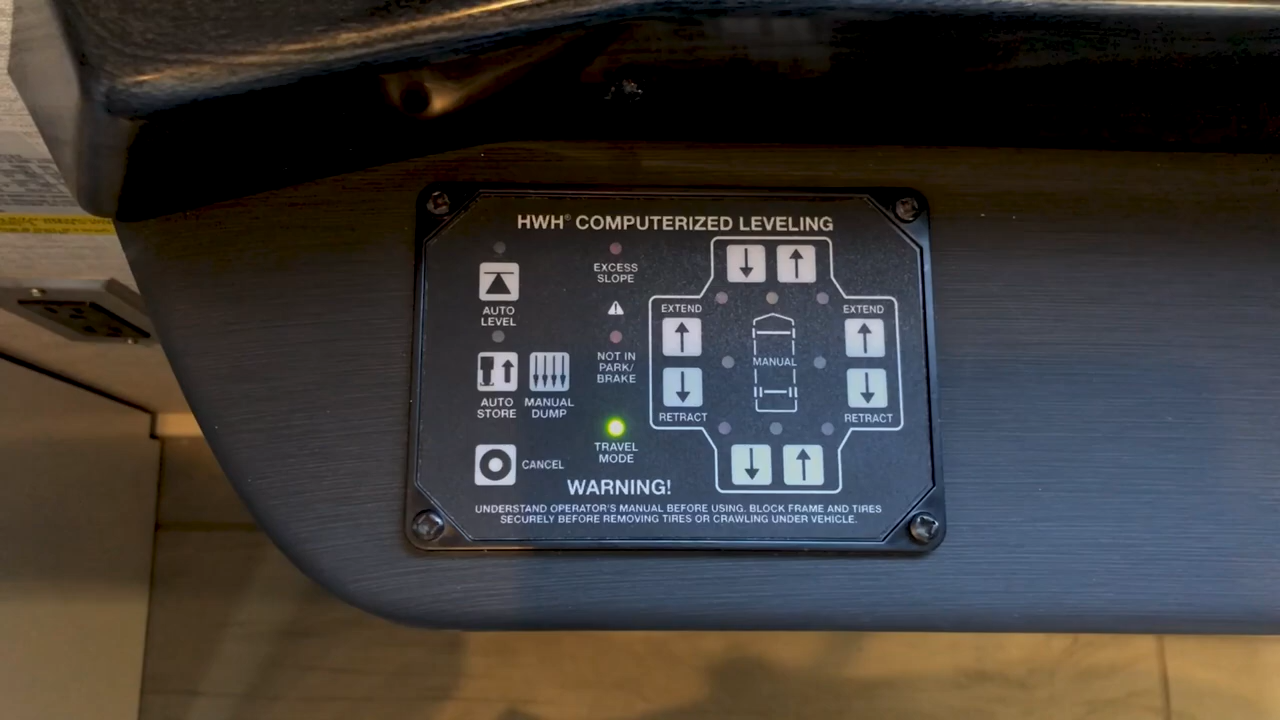 HWH® COMPUTERIZED LEVELING
AUTO
LEVEL
AUTO
STORE
MANUAL
DUMP
CANCEL
EXCESS
SLOPE
NOT IN
PARK/
BRAKE
TRAVEL
MODE
EXTEND
RETRACT
MANUAL
EXTEND
RETRACT
WARNING!
UNDERSTAND OPERATOR'S MANUAL BEFORE USING. BLOCK FRAME AND TIRES
SECURELY BEFORE REMOVING TIRES OR CRAWLING UNDER VEHICLE.